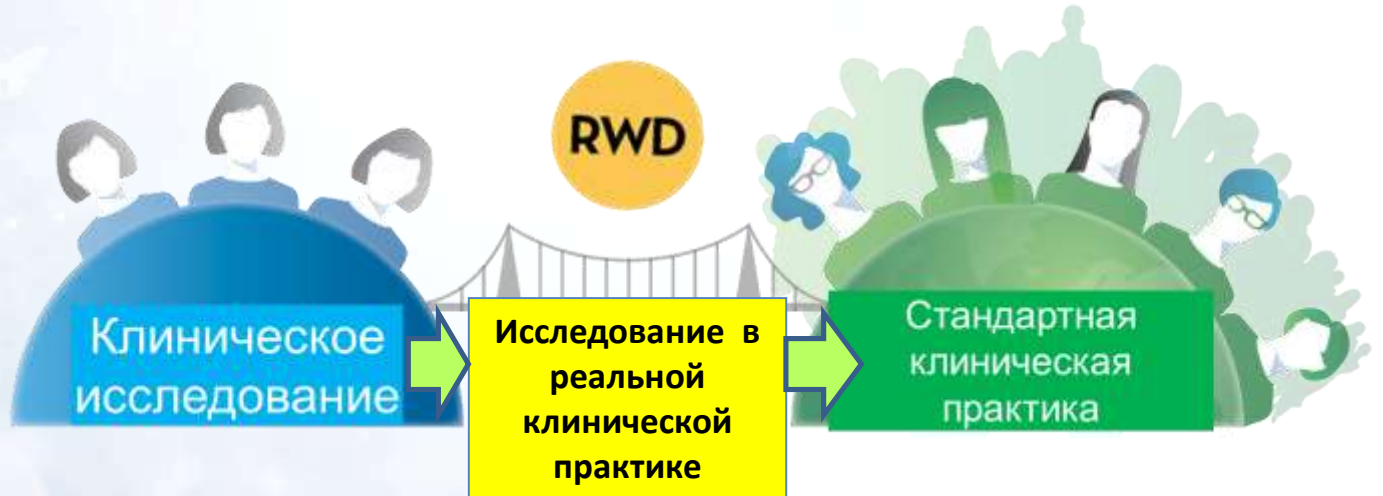 RWD
Клиническое
исследование
Исследование в
реальной
клинической
практике
Стандартная
клиническая
практика